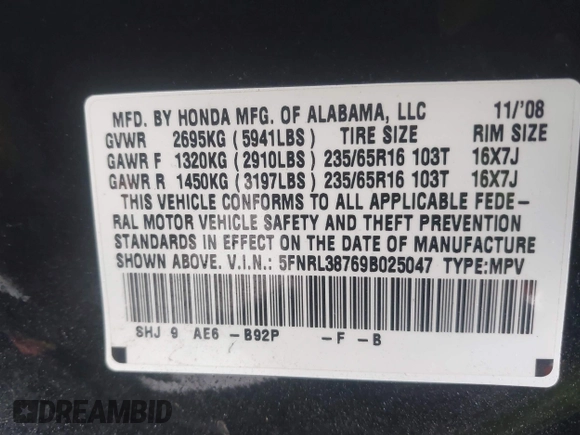 MFD. BY HONDA MFG. OF ALABAMA, LLC 11/'08
GVWR 2695KG (5941LBS) TIRE SIZE RIM SIZE
GAWR F 1320KG (2910LBS) 235/65R16 103T 16X7J
GAWR R 1450KG (3197LBS) 235/65R16 103T 16X7J
THIS VEHICLE CONFORMS TO ALL APPLICABLE FEDE-
RAL MOTOR VEHICLE SAFETY AND THEFT PREVENTION
STANDARDS IN EFFECT ON THE DATE OF MANUFACTURE
SHOWN ABOVE. V.I.N.: 5FNRL38769B025047 TYPE:MPV
SHJ 9 AE6 -B92P -F -B
DREAMBID